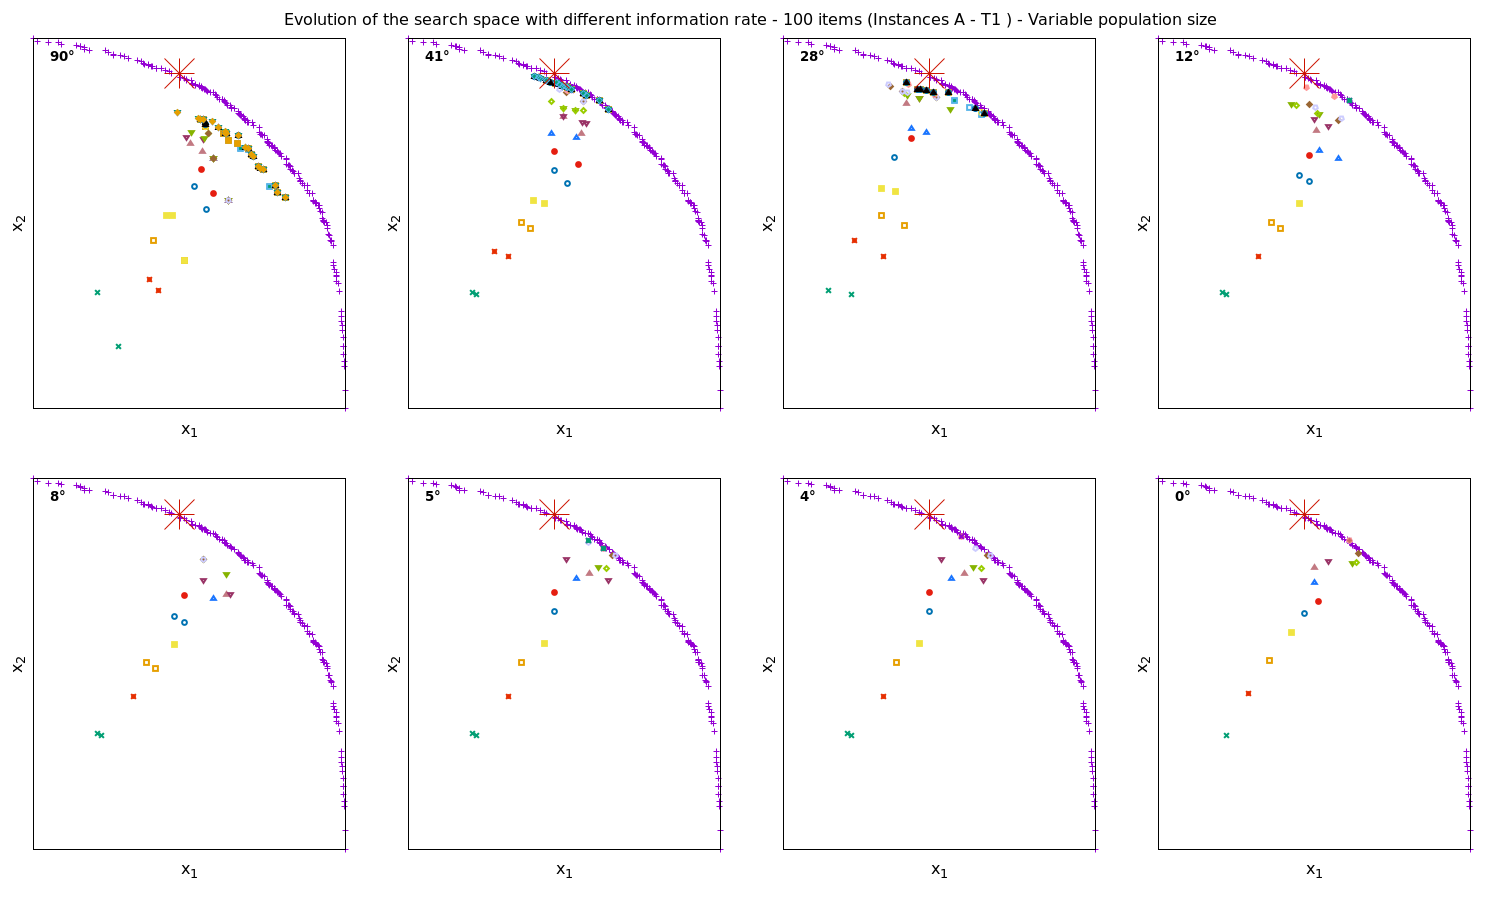 Evolution of the search space with different information rate - 100 items (Instances A - T1 ) - Variable population size
90° 41° 28° 12°
x₂ x₂ x₂ x₂
x₁ x₁ x₁ x₁
8° 5° 4° 0°
x₂ x₂ x₂ x₂
x₁ x₁ x₁ x₁